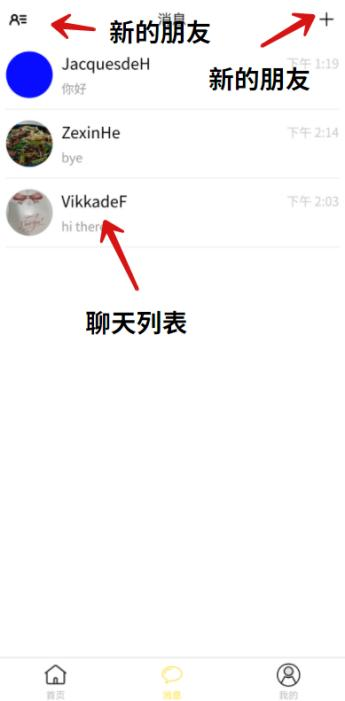 消息
新的朋友
新的朋友
JacquesdeH
下午 1:19
你好
ZexinHe
下午 2:14
bye
VikkadeF
下午 2:03
hi there
聊天列表
首页
消息
我的